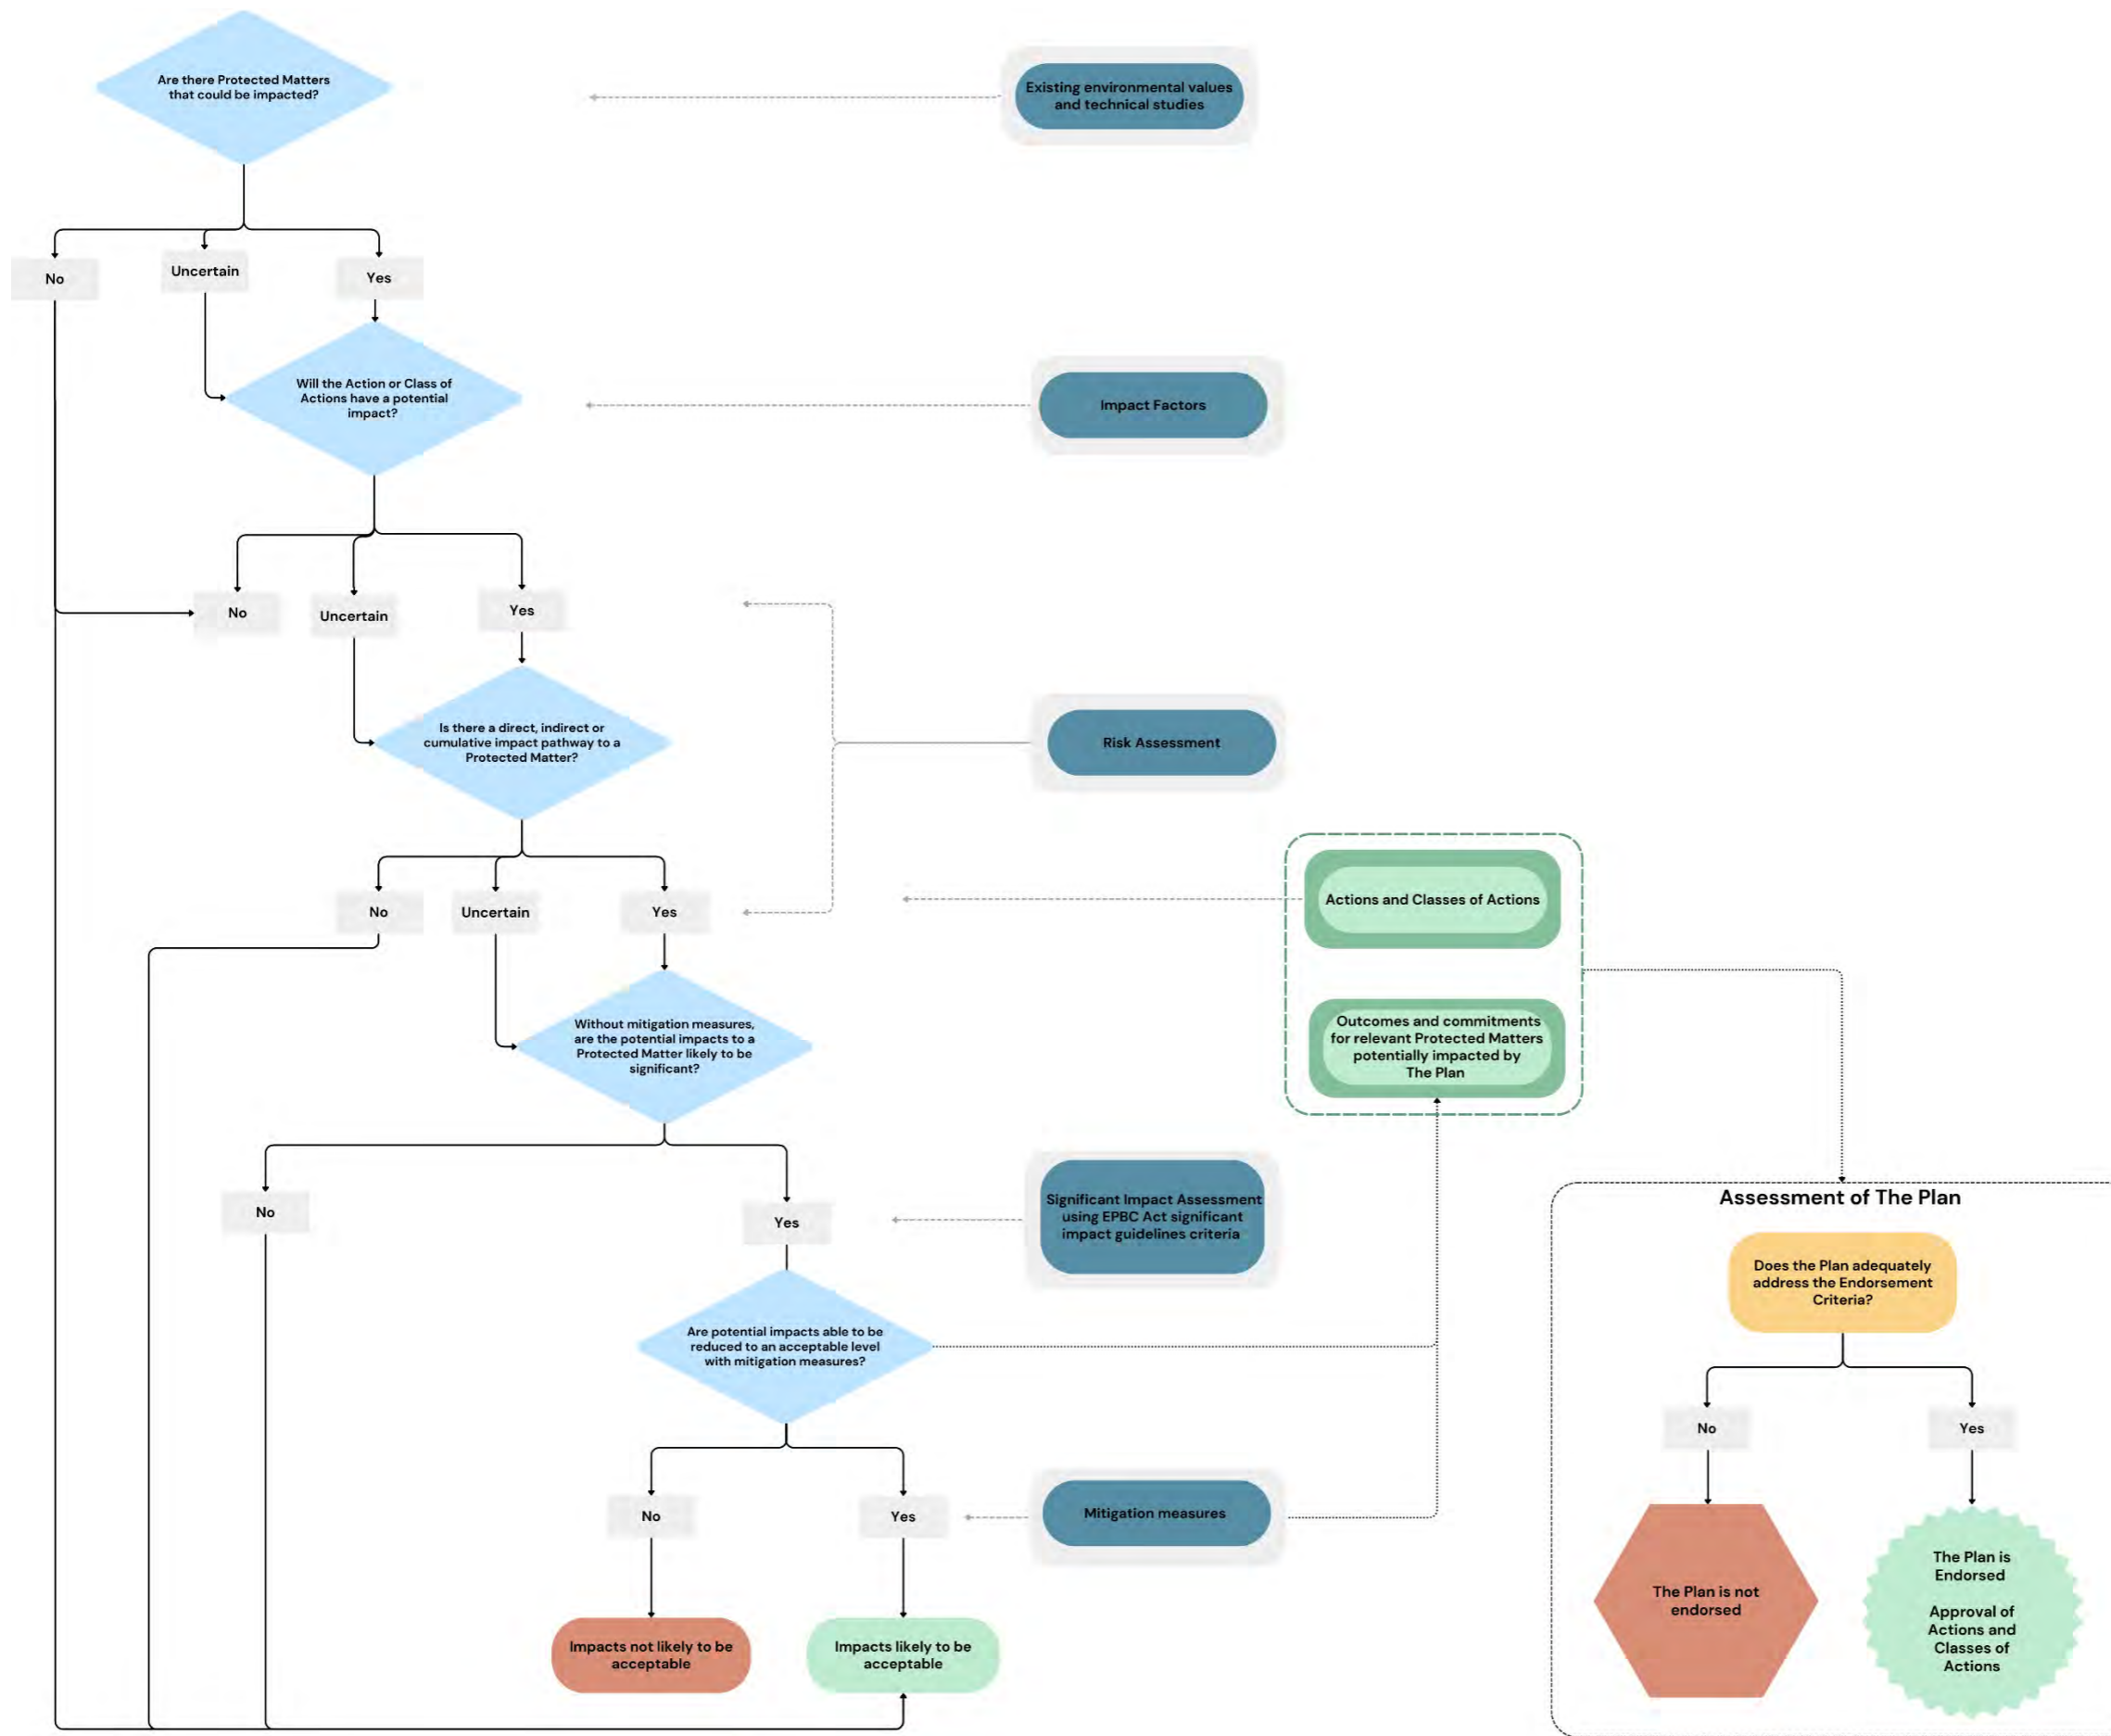 Are there Protected Matters
that could be impacted?
Existing environmental values
and technical studies
No
Uncertain
Yes
Will the Action or Class of
Actions have a potential
impact?
Impact Factors
No
Uncertain
Yes
Is there a direct, indirect or
cumulative impact pathway to a
Protected Matter?
Risk Assessment
No
Uncertain
Yes
Actions and Classes of Actions
Without mitigation measures,
are the potential impacts to a
Protected Matter likely to be
significant?
Outcomes and commitments
for relevant Protected Matters
potentially impacted by
The Plan
No
Yes
Significant Impact Assessment
using EPBC Act significant
impact guidelines criteria
Are potential impacts able to be
reduced to an acceptable level
with mitigation measures?
No
Yes
Mitigation measures
Impacts not likely to be
acceptable
Impacts likely to be
acceptable
Assessment of The Plan
Does the Plan adequately
address the Endorsement
Criteria?
No
Yes
The Plan is not
endorsed
The Plan is
Endorsed
Approval of
Actions and
Classes of
Actions